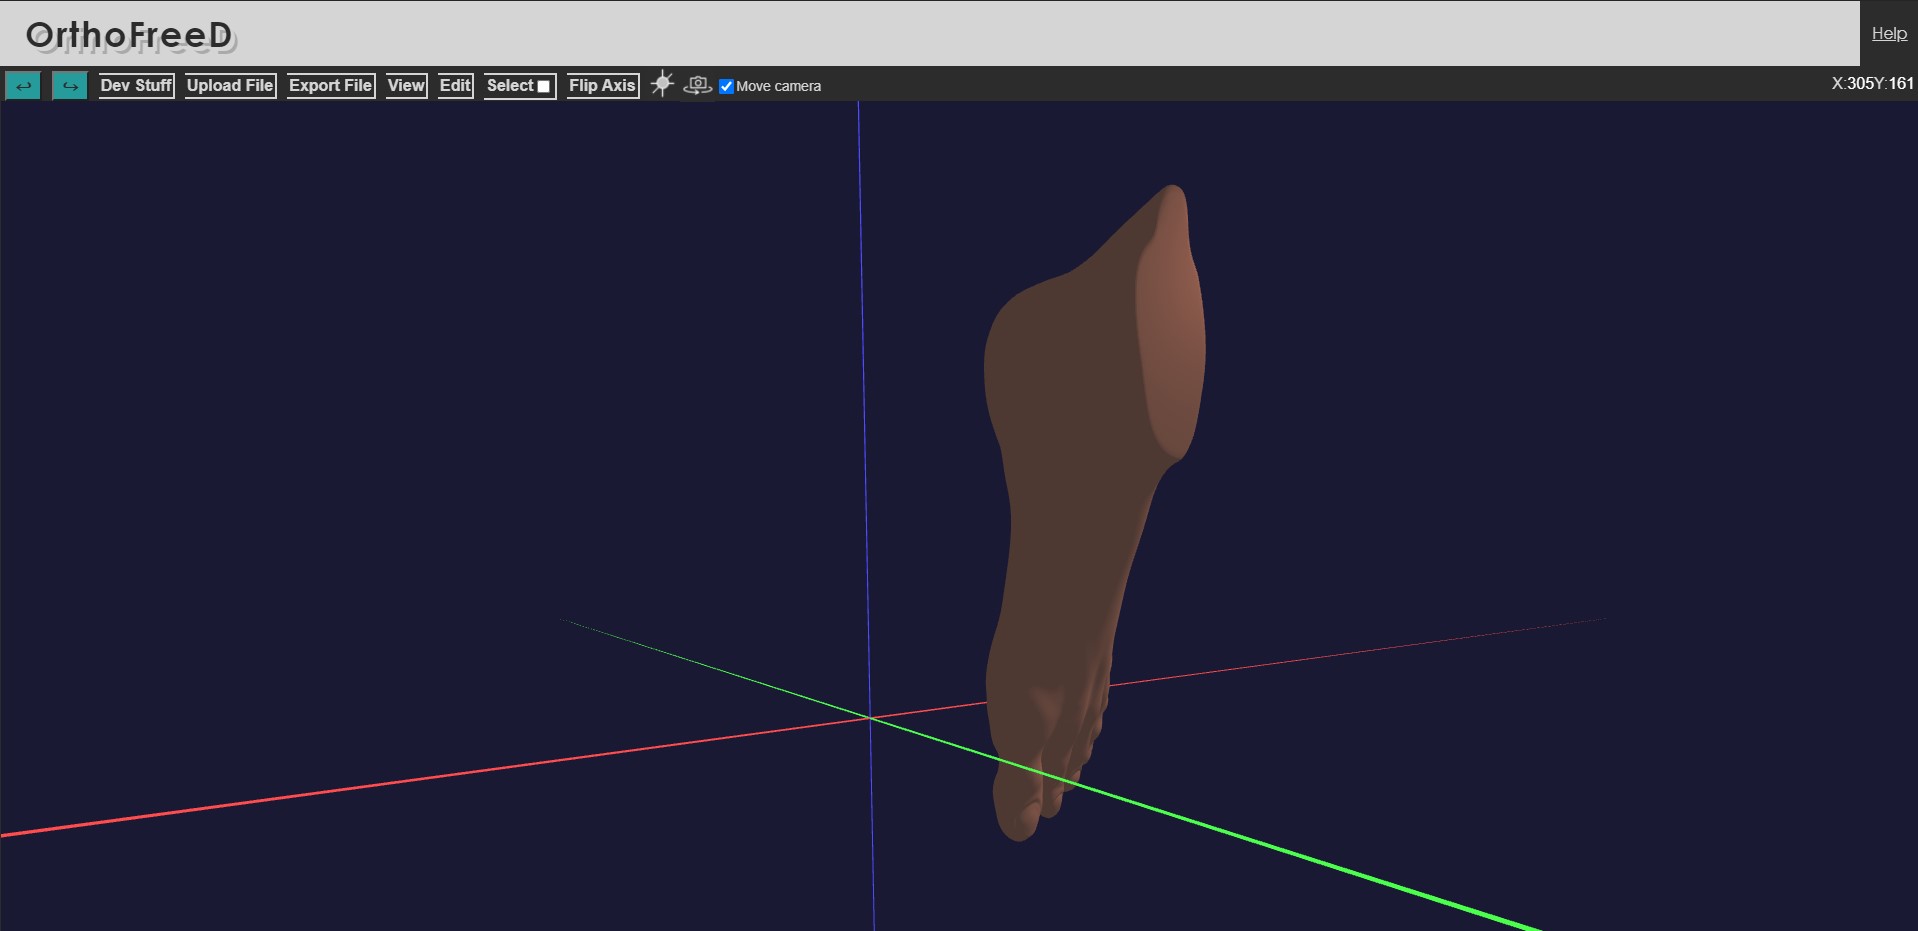 OrthoFreeD
Help
Dev Stuff Upload File Export File View Edit Select Flip Axis Move camera X:305Y:161